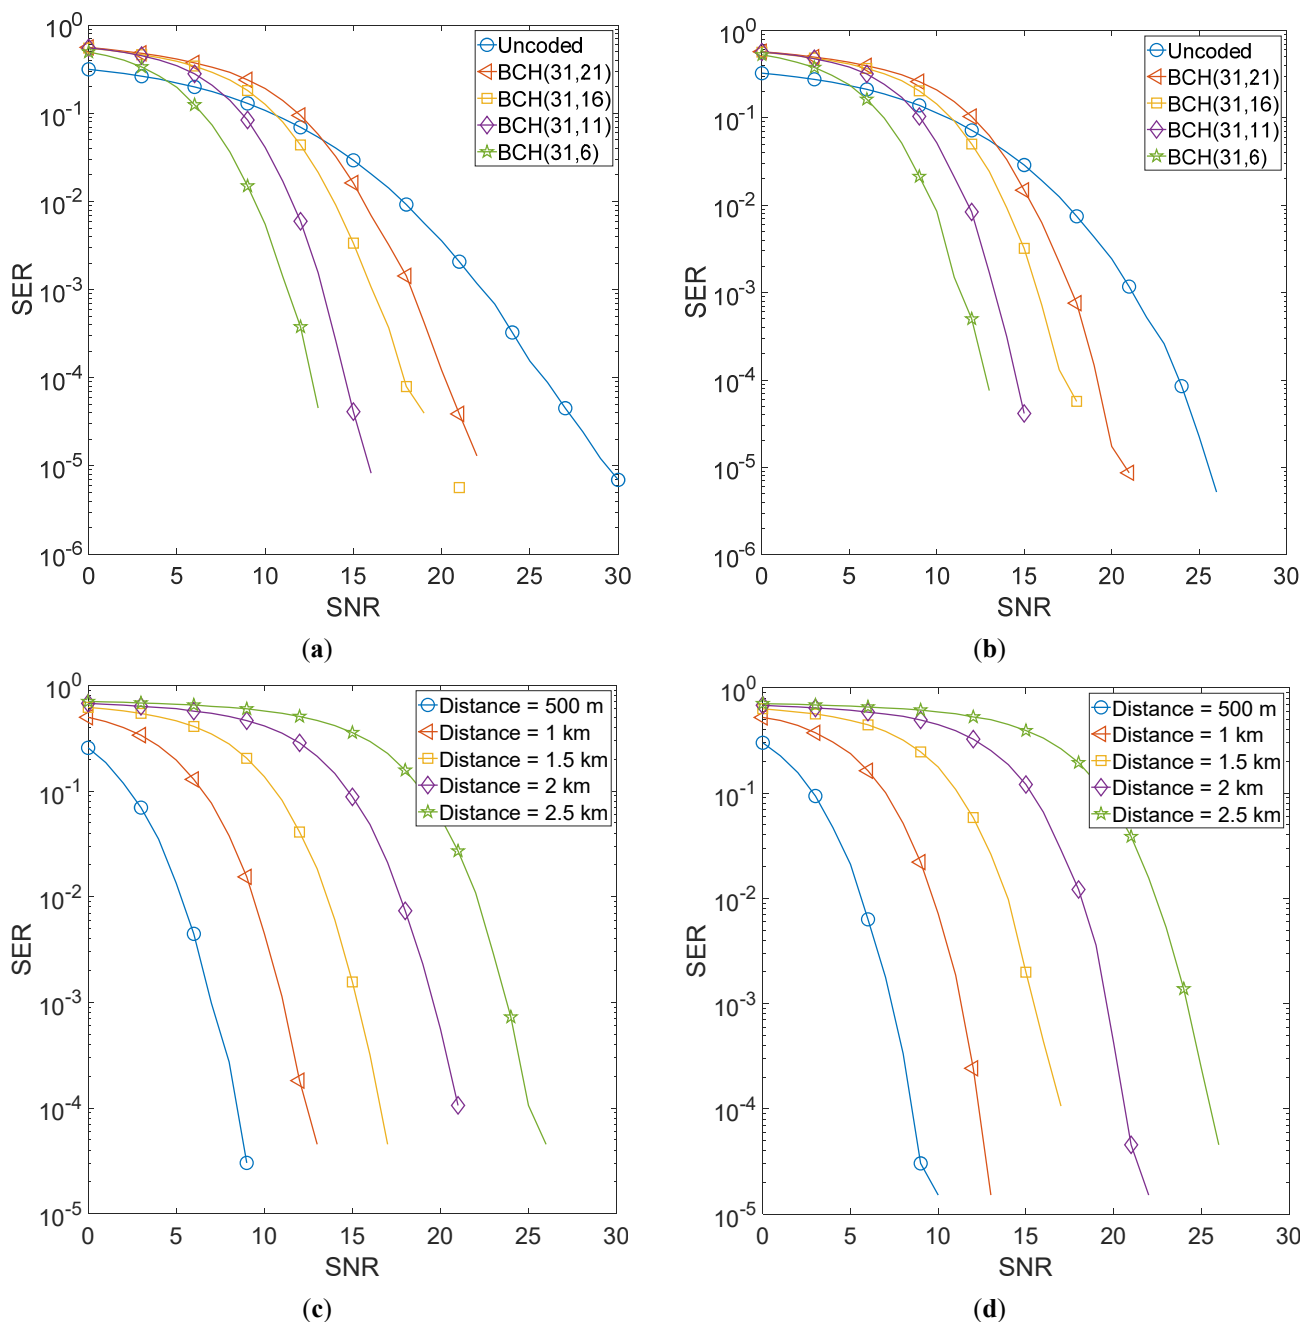 10^0
10^-1
10^-2
10^-3
10^-4
10^-5
10^-6
SER
0 5 10 15 20 25 30
SNR
Uncoded
BCH(31,21)
BCH(31,16)
BCH(31,11)
BCH(31,6)
(a)
10^0
10^-1
10^-2
10^-3
10^-4
10^-5
10^-6
SER
0 5 10 15 20 25 30
SNR
Uncoded
BCH(31,21)
BCH(31,16)
BCH(31,11)
BCH(31,6)
(b)
10^0
10^-1
10^-2
10^-3
10^-4
10^-5
SER
0 5 10 15 20 25 30
SNR
Distance = 500 m
Distance = 1 km
Distance = 1.5 km
Distance = 2 km
Distance = 2.5 km
(c)
10^0
10^-1
10^-2
10^-3
10^-4
10^-5
SER
0 5 10 15 20 25 30
SNR
Distance = 500 m
Distance = 1 km
Distance = 1.5 km
Distance = 2 km
Distance = 2.5 km
(d)